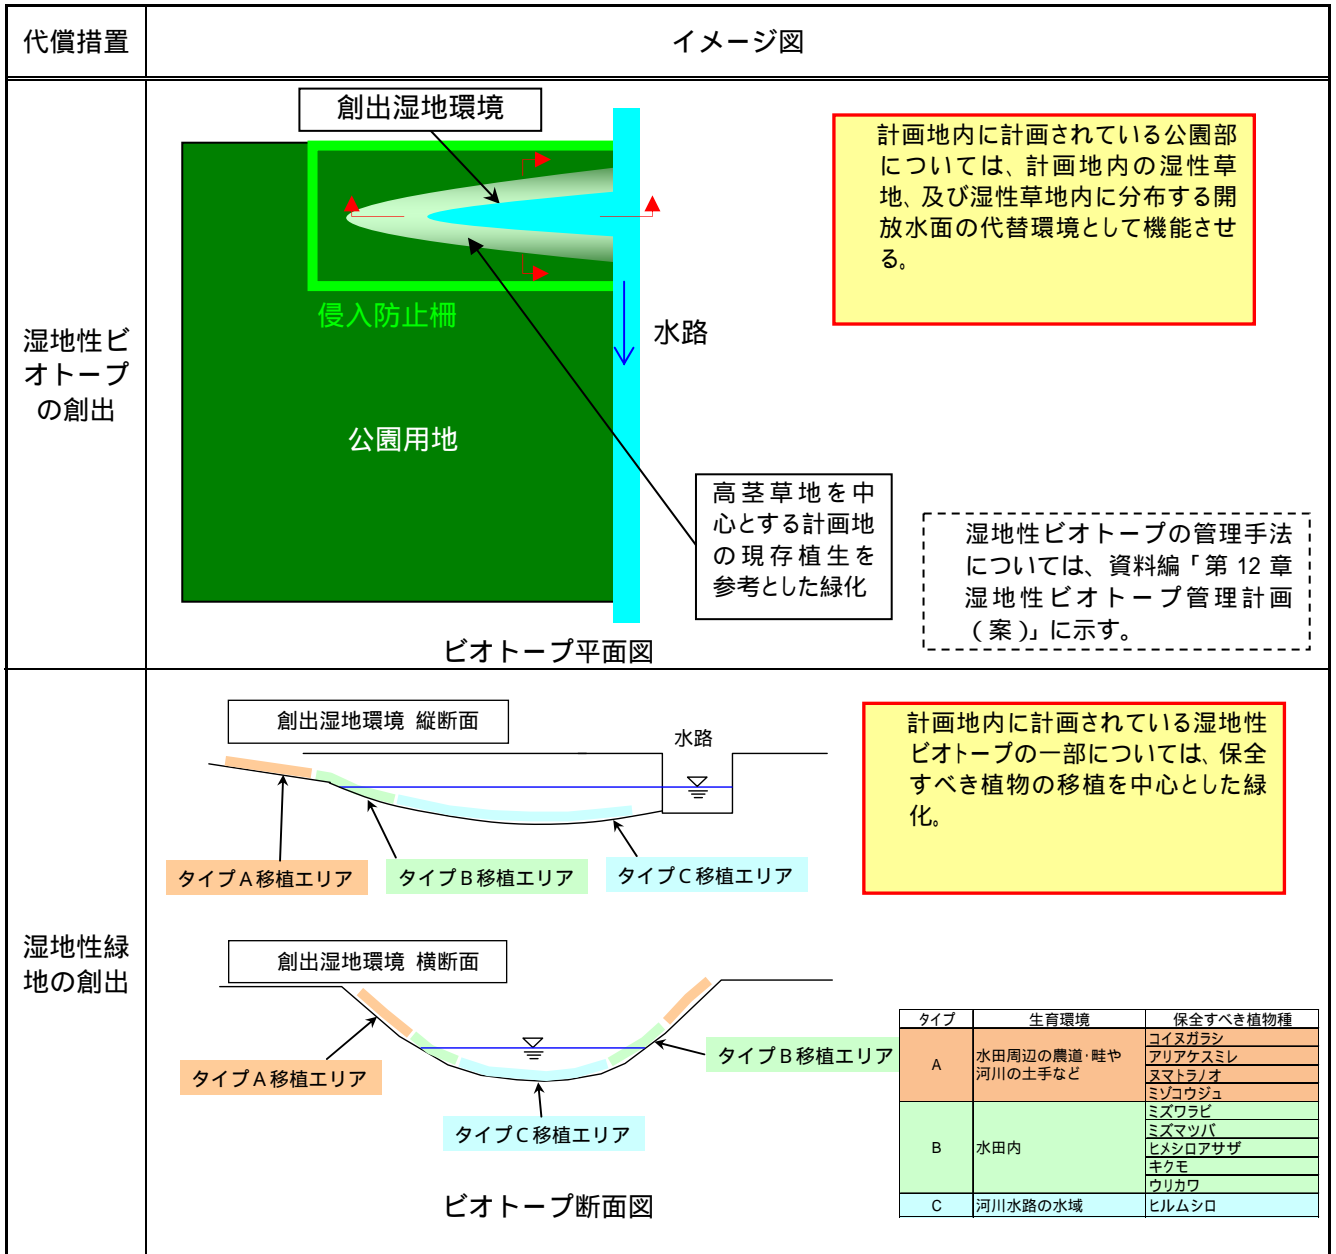 代償措置
イメージ図
湿地性ビ
オトープ
の創出
創出湿地環境
計画地内に計画されている公園部
については、計画地内の湿性草
地、及び湿性草地内に分布する開
放水面の代替環境として機能させ
る。
侵入防止柵
水路
公園用地
高茎草地を中
心とする計画地
の現存植生を
参考とした緑化
湿地性ビオトープの管理手法
については、資料編「第12章
湿地性ビオトープ管理計画
(案)」に示す。
ビオトープ平面図
湿地性緑
地の創出
創出湿地環境 縦断面
水路
計画地内に計画されている湿地性
ビオトープの一部については、保全
すべき植物の移植を中心とした緑
化。
タイプA移植エリア
タイプB移植エリア
タイプC移植エリア
創出湿地環境 横断面
タイプA移植エリア
タイプB移植エリア
タイプC移植エリア
ビオトープ断面図
タイプ 生育環境 保全すべき植物種
A 水田周辺の農道・畦や
河川の土手など
コイヌガラシ
アリアケスミレ
ヌマトラノオ
ミゾコウジュ
B 水田内
ミズワラビ
ミズマツバ
ヒメシロアサザ
キクモ
ウリカワ
C 河川水路の水域 ヒルムシロ